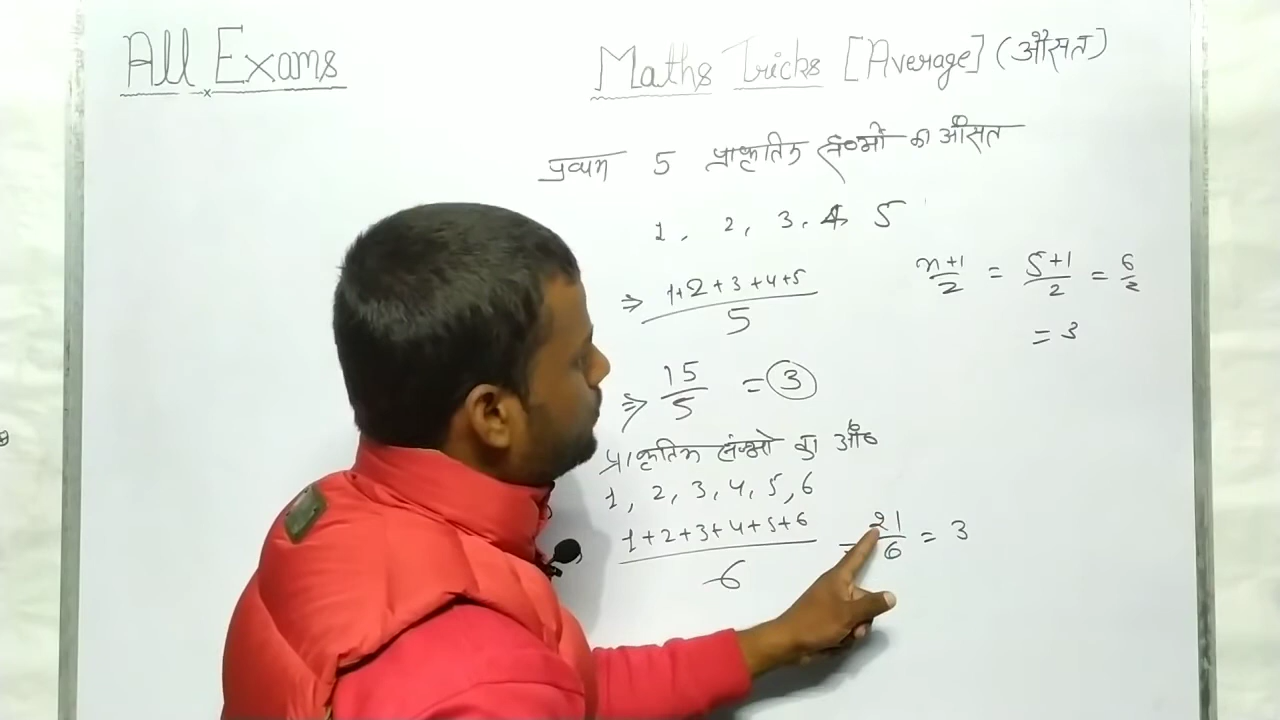 All Exams
Maths Tricks [Average] (औसत)
प्रथम 5 प्राकृतिक संख्याओं का औसत
1, 2, 3, 4, 5
⇒ 1+2+3+4+5 / 5
n+1 / 2 = 5+1 / 2 = 6 / 2
= 3
⇒ 15 / 5 = 3
प्राकृतिक संख्याओं का
1, 2, 3, 4, 5, 6
1+2+3+4+5+6 / 6 = 21 / 6 = 3